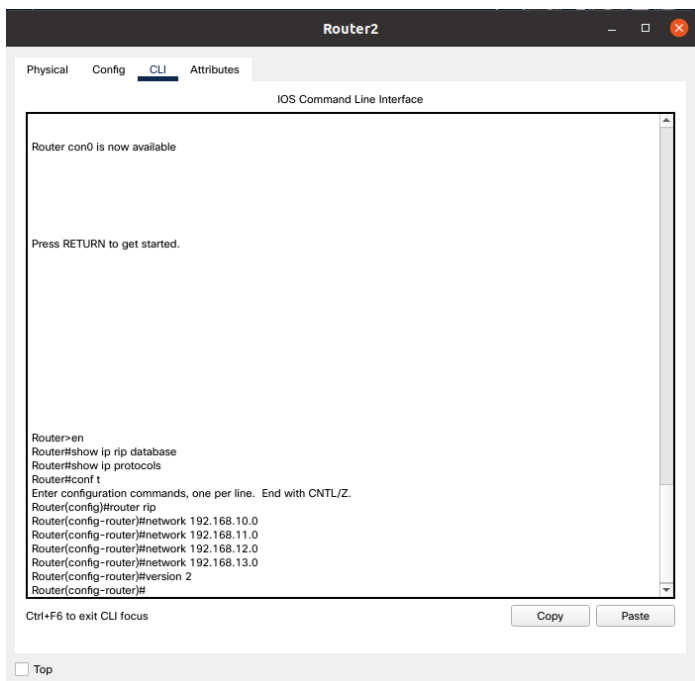 Router2
Physical Config CLI Attributes
IOS Command Line Interface
Router con0 is now available
Press RETURN to get started.
Router>en
Router#show ip rip database
Router#show ip protocols
Router#conf t
Enter configuration commands, one per line.  End with CNTL/Z.
Router(config)#router rip
Router(config-router)#network 192.168.10.0
Router(config-router)#network 192.168.11.0
Router(config-router)#network 192.168.12.0
Router(config-router)#network 192.168.13.0
Router(config-router)#version 2
Router(config-router)#
Ctrl+F6 to exit CLI focus
Copy Paste
Top